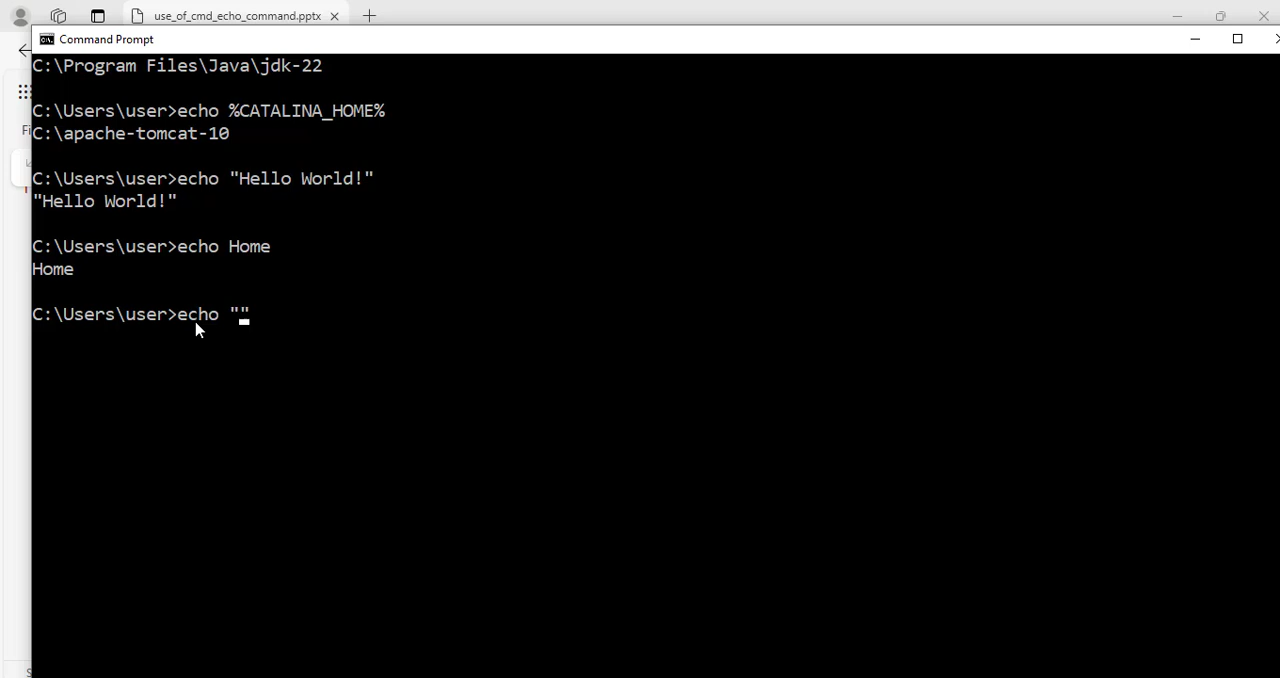 use_of_cmd_echo_command.pptx
Command Prompt
C:\Program Files\Java\jdk-22
C:\Users\user>echo %CATALINA_HOME%
C:\apache-tomcat-10
C:\Users\user>echo "Hello World!"
"Hello World!"
C:\Users\user>echo Home
Home
C:\Users\user>echo ""